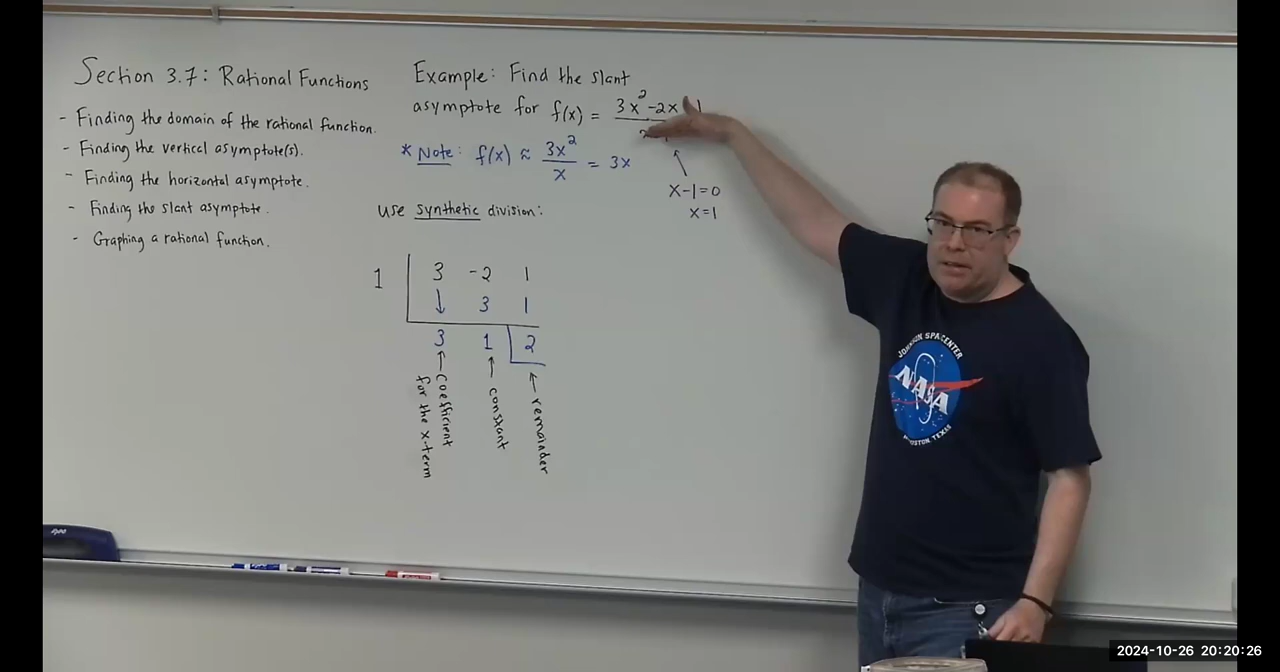 Section 3.7: Rational Functions
- Finding the domain of the rational function.
- Finding the vertical asymptote(s).
- Finding the horizontal asymptote.
- Finding the slant asymptote.
- Graphing a rational function.
Example: Find the slant
asymptote for f(x) = 3x²-2x 1
* Note: f(x) ≈ 3x²/x = 3x
x-1=0
x=1
use synthetic division:
1 3 -2 1
↓ 3 1
3 1 2
↑ coefficient for the x-term
↑ constant
↑ remainder
JOHNSON SPACE CENTER
NASA
HOUSTON, TEXAS
expo
2024-10-26 20:20:26